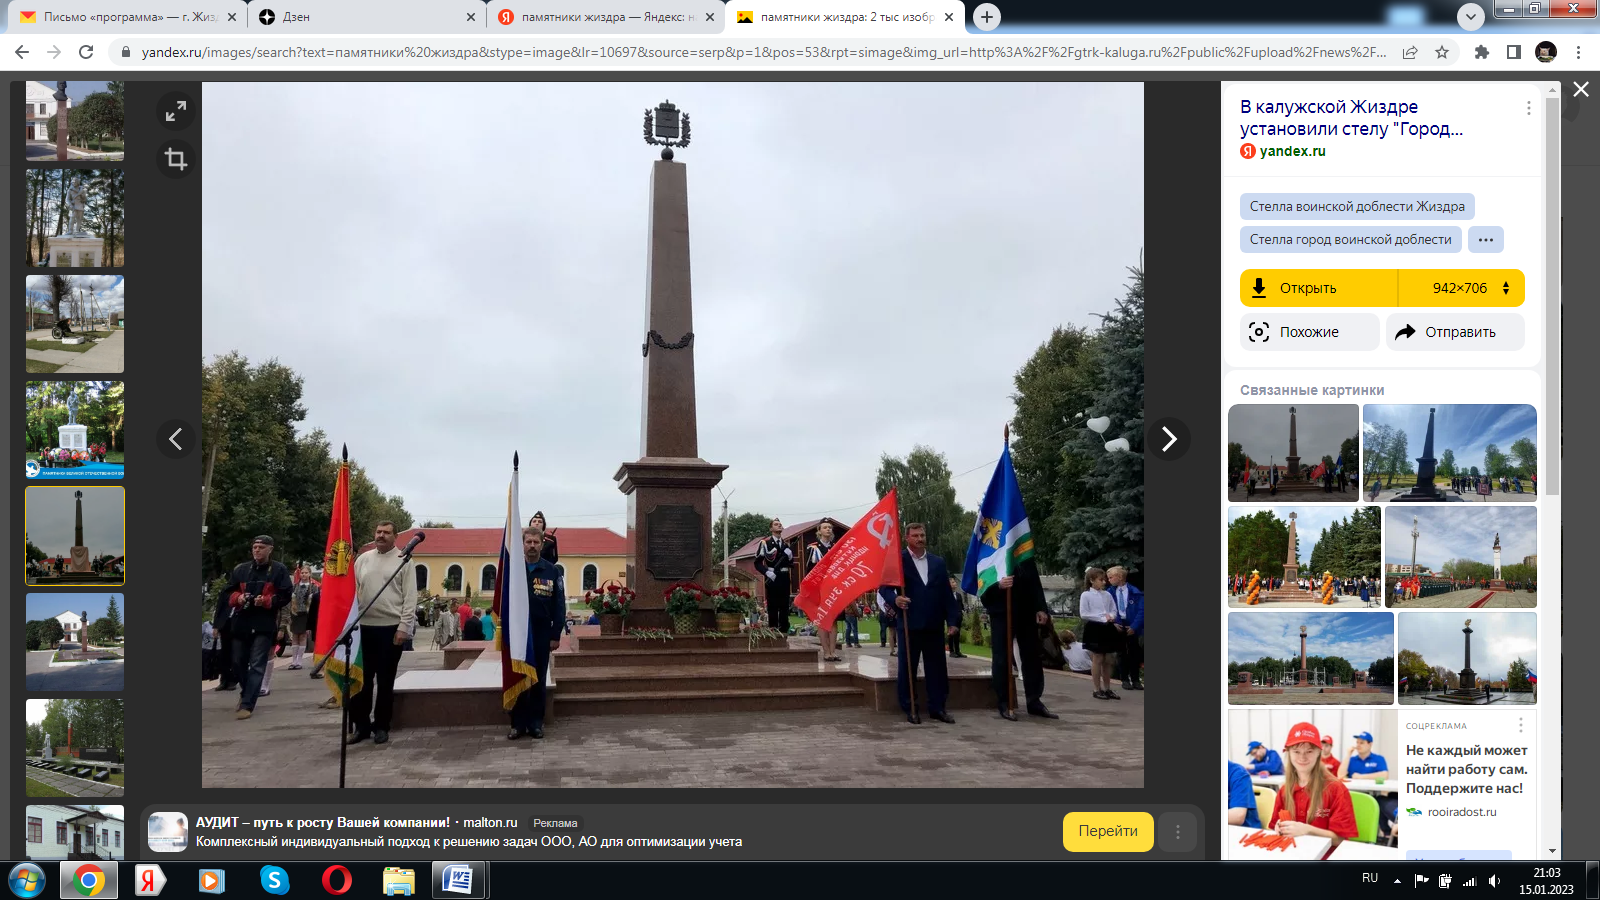 Письмо «программа» — г. Жизд
Дзен
памятники жиздра — Яндекс: н
памятники жиздра: 2 тыс изобр
yandex.ru/images/search?text=памятники%20жиздра&stype=image&lr=10697&source=serp&p=1&pos=53&rpt=simage&img_url=http%3A%2F%2Fgtrk-kaluga.ru%2Fpublic%2Fupload%2Fnews%2F...
В калужской Жиздре
установили стелу "Город...
Я yandex.ru
Стелла воинской доблести Жиздра
Стелла город воинской доблести
Открыть
942×706
Похожие
Отправить
Связанные картинки
СОЦРЕКЛАМА
Не каждый может
найти работу сам.
Поддержите нас!
rooiradost.ru
АУДИТ – путь к росту Вашей компании! · malton.ru Реклама
Комплексный индивидуальный подход к решению задач ООО, АО для оптимизации учета
Перейти
RU
21:03
15.01.2023